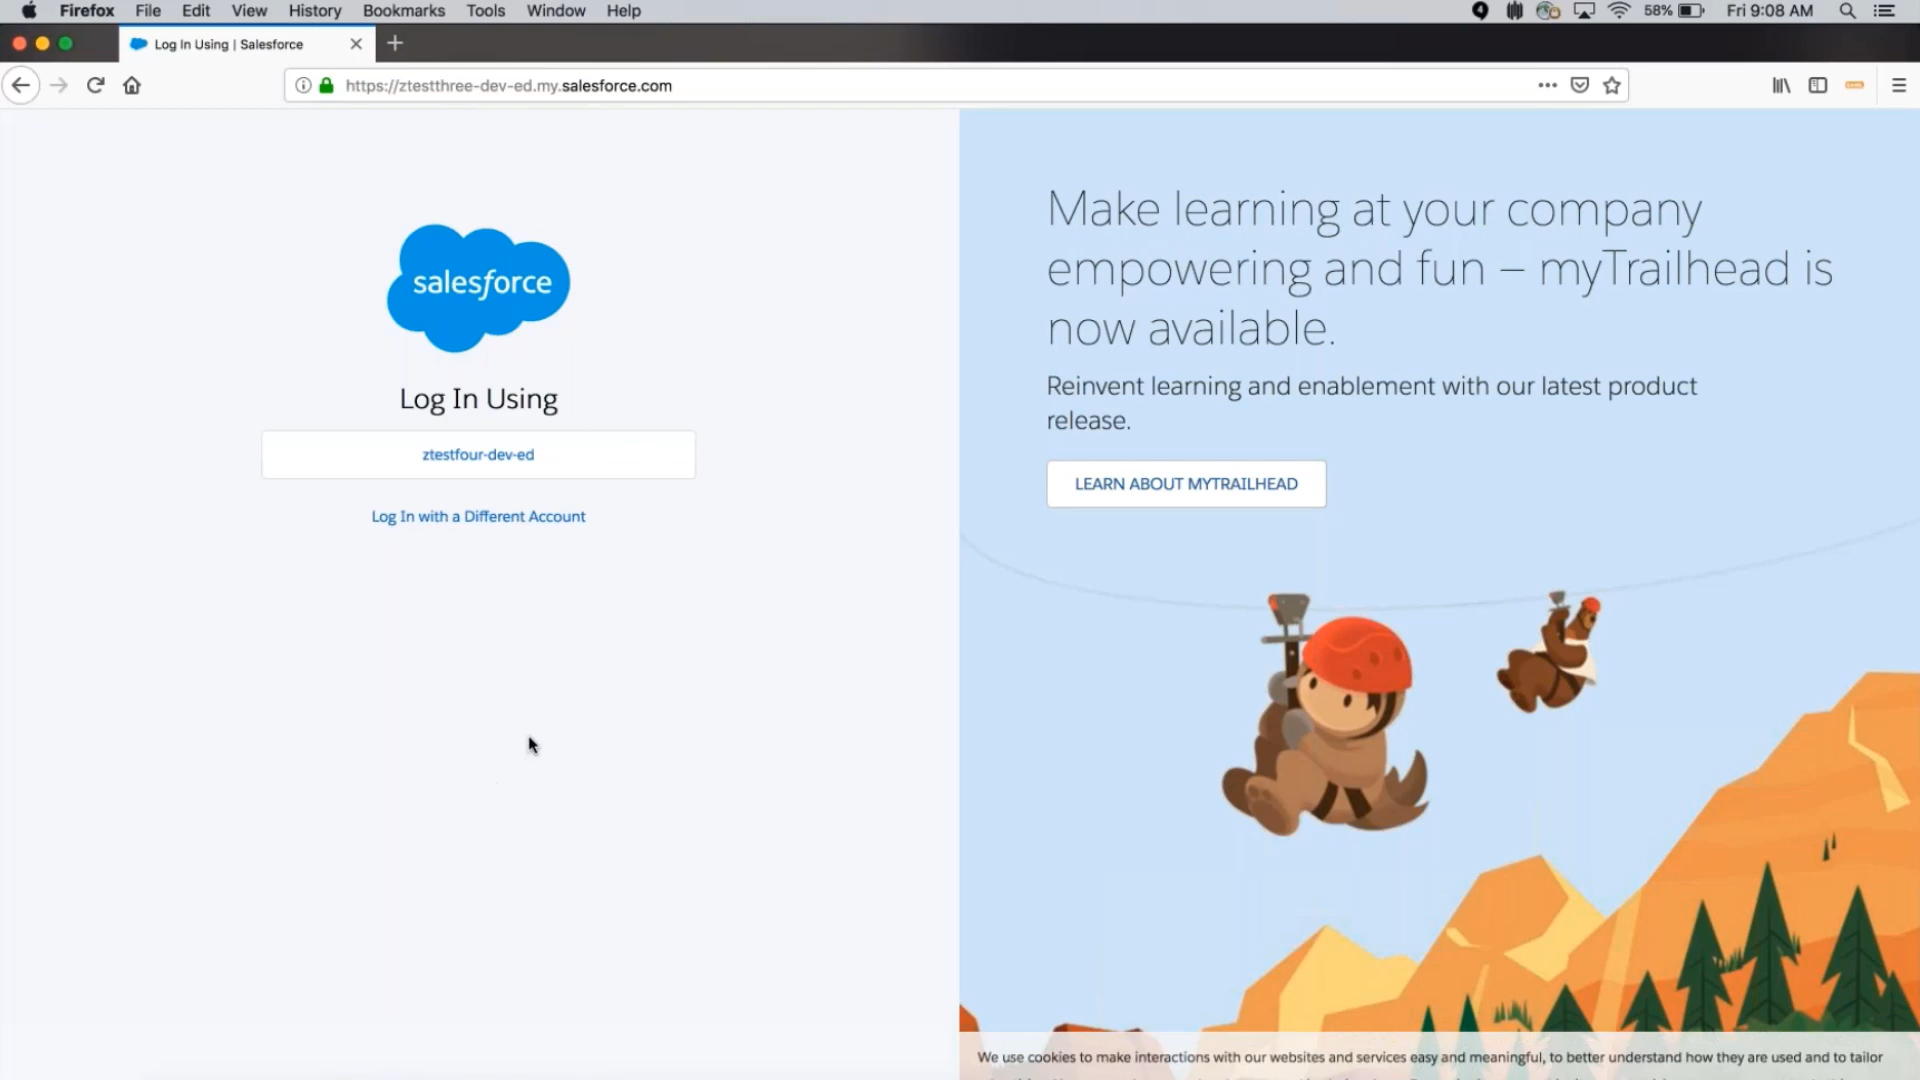 Firefox File Edit View History Bookmarks Tools Window Help
58% Fri 9:08 AM
Log In Using | Salesforce
https://ztestthree-dev-ed.my.salesforce.com
salesforce
Log In Using
ztestfour-dev-ed
Log In with a Different Account
Make learning at your company
empowering and fun – myTrailhead is
now available.
Reinvent learning and enablement with our latest product
release.
LEARN ABOUT MYTRAILHEAD
We use cookies to make interactions with our websites and services easy and meaningful, to better understand how they are used and to tailor